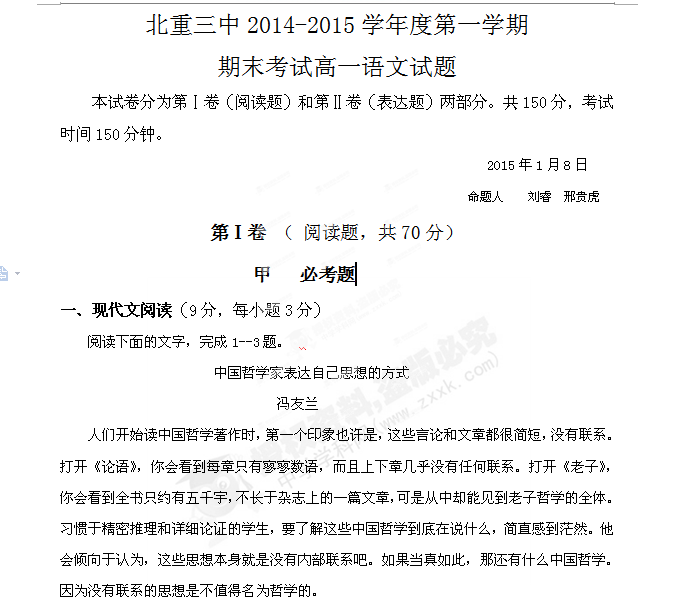 北重三中 2014-2015 学年度第一学期
期末考试高一语文试题
本试卷分为第Ⅰ卷（阅读题）和第Ⅱ卷（表达题）两部分。共 150 分，考试
时间 150 分钟。
2015 年 1 月 8 日
命题人 刘睿 邢贵虎
第Ⅰ卷 （ 阅读题，共 70 分）
甲 必考题
一、现代文阅读（9 分，每小题 3 分）
阅读下面的文字，完成 1--3 题。
中国哲学家表达自己思想的方式
冯友兰
人们开始读中国哲学著作时，第一个印象也许是，这些言论和文章都很简短，没有联系。
打开《论语》，你会看到每章只有寥寥数语，而且上下章几乎没有任何联系。打开《老子》，
你会看到全书只约有五千字，不长于杂志上的一篇文章，可是从中却能见到老子哲学的全体。
习惯于精密推理和详细论证的学生，要了解这些中国哲学到底在说什么，简直感到茫然。他
会倾向于认为，这些思想本身就是没有内部联系吧。如果当真如此，那还有什么中国哲学。
因为没有联系的思想是不值得名为哲学的。